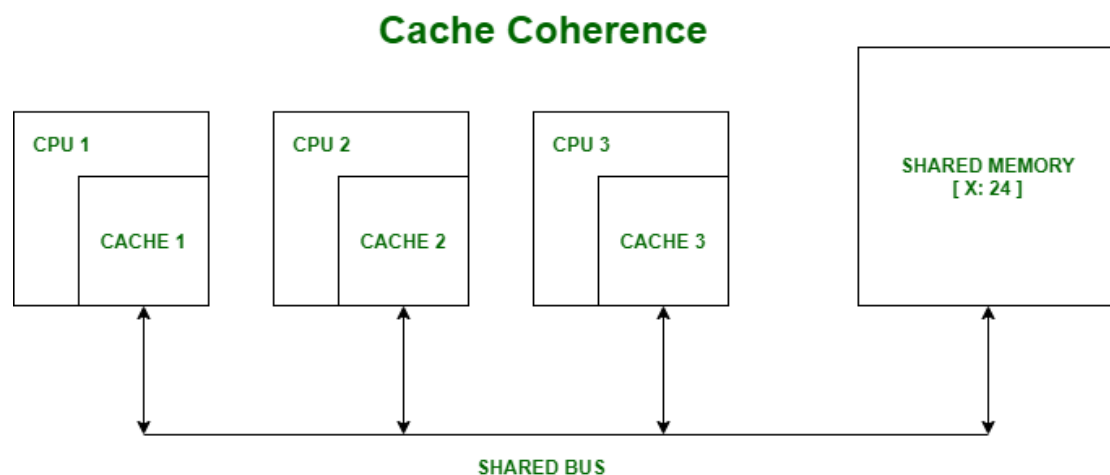 Cache Coherence
CPU 1
CACHE 1
CPU 2
CACHE 2
CPU 3
CACHE 3
SHARED MEMORY
[ X: 24 ]
SHARED BUS